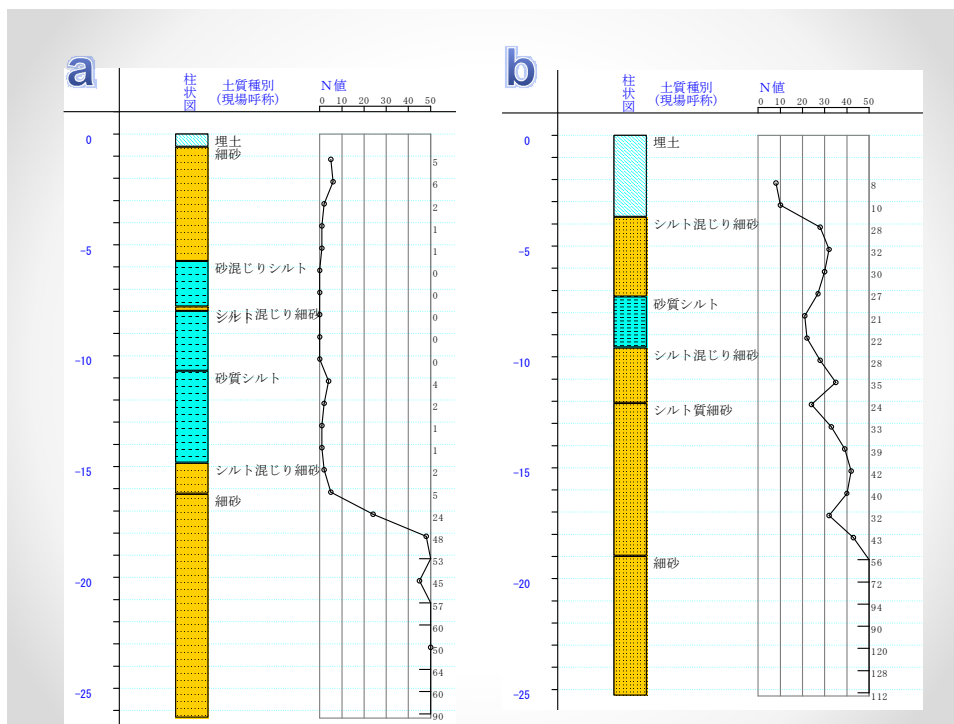 a
柱状図
土質種別
(現場呼称)
N値
0 10 20 30 40 50
0
-5
-10
-15
-20
-25
埋土
細砂
砂混じりシルト
シルト混じり細砂
シルト
砂質シルト
シルト混じり細砂
細砂
5
6
2
1
1
0
0
0
0
0
4
2
1
1
2
5
24
48
53
45
57
60
50
64
60
90
b
柱状図
土質種別
(現場呼称)
N値
0 10 20 30 40 50
0
-5
-10
-15
-20
-25
埋土
シルト混じり細砂
砂質シルト
シルト混じり細砂
シルト質細砂
細砂
8
10
28
32
30
27
21
22
28
35
24
33
39
42
40
32
43
56
72
94
90
120
128
112